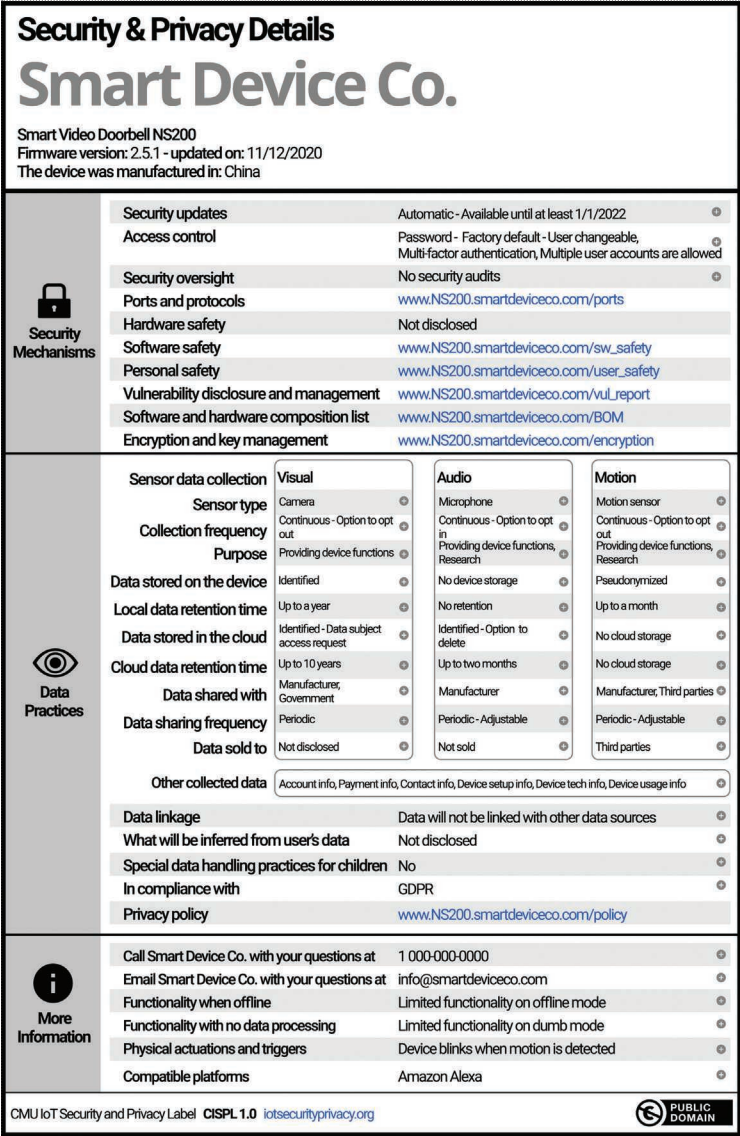 Security & Privacy Details
Smart Device Co.
Smart Video Doorbell NS200
Firmware version: 2.5.1 - updated on: 11/12/2020
The device was manufactured in: China
Security Mechanisms
Security updates Automatic - Available until at least 1/1/2022
Access control Password - Factory default - User changeable,
Multi-factor authentication, Multiple user accounts are allowed
Security oversight No security audits
Ports and protocols www.NS200.smartdeviceco.com/ports
Hardware safety Not disclosed
Software safety www.NS200.smartdeviceco.com/sw_safety
Personal safety www.NS200.smartdeviceco.com/user_safety
Vulnerability disclosure and management www.NS200.smartdeviceco.com/vul_report
Software and hardware composition list www.NS200.smartdeviceco.com/BOM
Encryption and key management www.NS200.smartdeviceco.com/encryption
Data Practices
Sensor data collection Visual Audio Motion
Sensor type Camera Microphone Motion sensor
Collection frequency Continuous - Option to opt out Continuous - Option to opt in Continuous - Option to opt out
Purpose Providing device functions Providing device functions, Research Providing device functions, Research
Data stored on the device Identified No device storage Pseudonymized
Local data retention time Up to a year No retention Up to a month
Data stored in the cloud Identified - Data subject access request Identified - Option to delete No cloud storage
Cloud data retention time Up to 10 years Up to two months No cloud storage
Data shared with Manufacturer, Government Manufacturer Manufacturer, Third parties
Data sharing frequency Periodic Periodic - Adjustable Periodic - Adjustable
Data sold to Not disclosed Not sold Third parties
Other collected data Account info, Payment info, Contact info, Device setup info, Device tech info, Device usage info
Data linkage Data will not be linked with other data sources
What will be inferred from user's data Not disclosed
Special data handling practices for children No
In compliance with GDPR
Privacy policy www.NS200.smartdeviceco.com/policy
More Information
Call Smart Device Co. with your questions at 1 000-000-0000
Email Smart Device Co. with your questions at info@smartdeviceco.com
Functionality when offline Limited functionality on offline mode
Functionality with no data processing Limited functionality on dumb mode
Physical actuations and triggers Device blinks when motion is detected
Compatible platforms Amazon Alexa
CMU IoT Security and Privacy Label CISPL 1.0 iotsecurityprivacy.org
PUBLIC DOMAIN